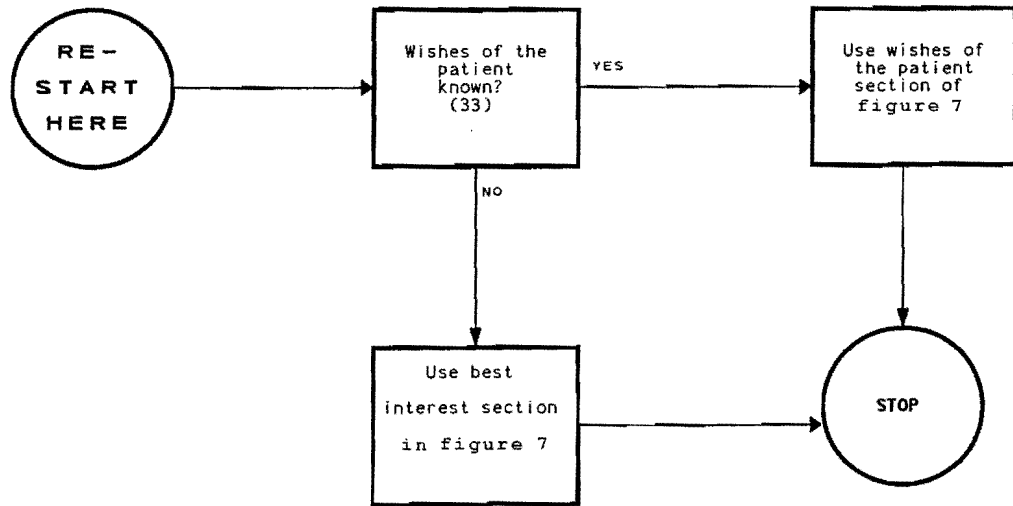 RE-
START
HERE
Wishes of the
patient
known?
(33)
YES
Use wishes of
the patient
section of
figure 7
NO
Use best
interest section
in figure 7
STOP